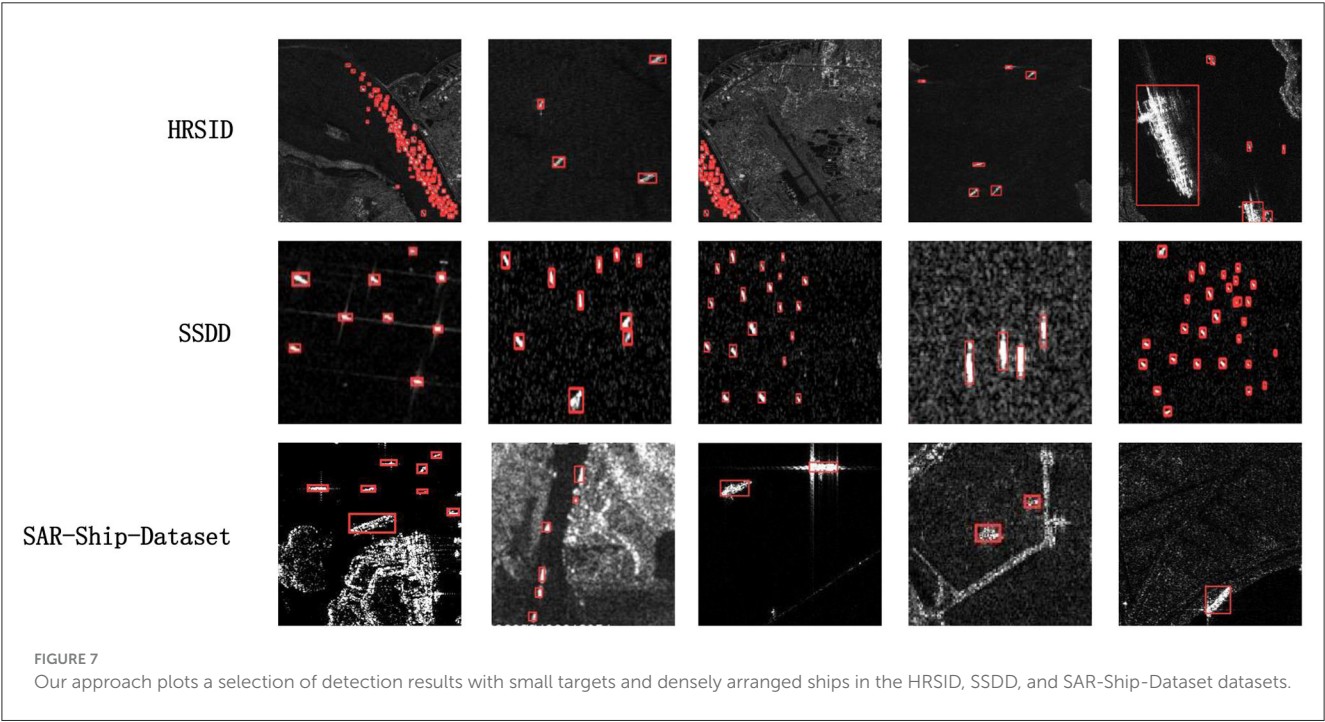 HRSID
SSDD
SAR-Ship-Dataset
FIGURE 7
Our approach plots a selection of detection results with small targets and densely arranged ships in the HRSID, SSDD, and SAR-Ship-Dataset datasets.